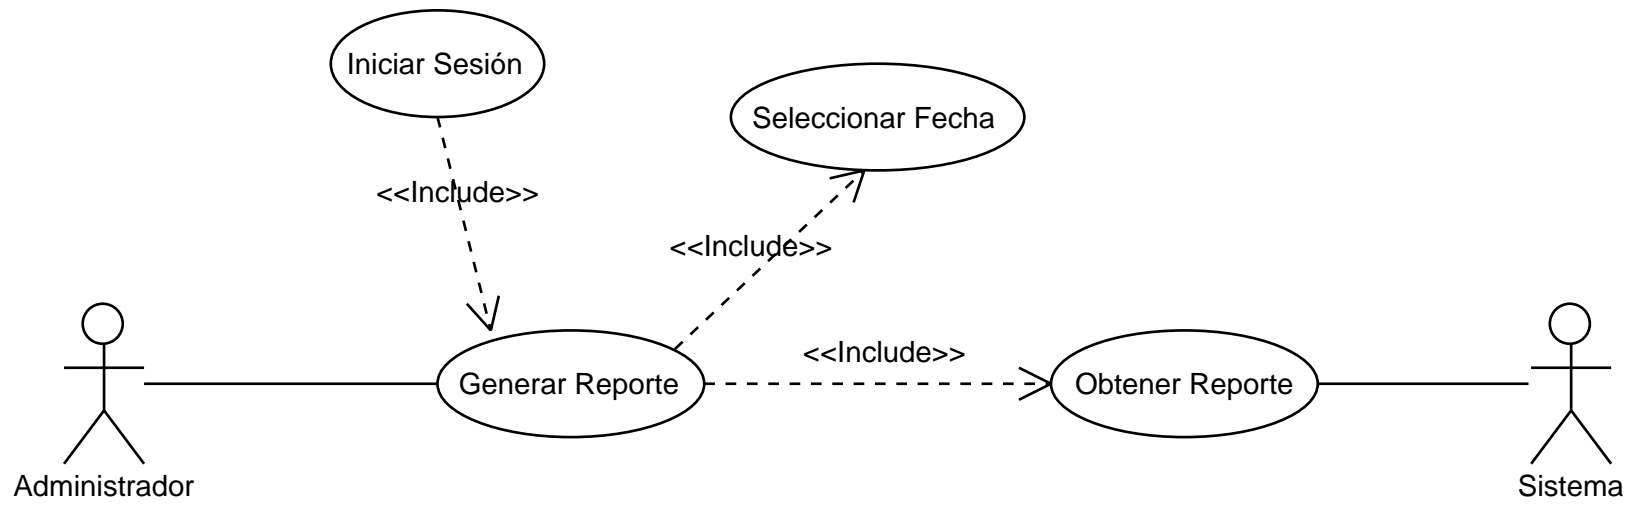 Iniciar Sesión
Seleccionar Fecha
<<Include>>
<<Include>>
<<Include>>
Generar Reporte
Obtener Reporte
Administrador
Sistema